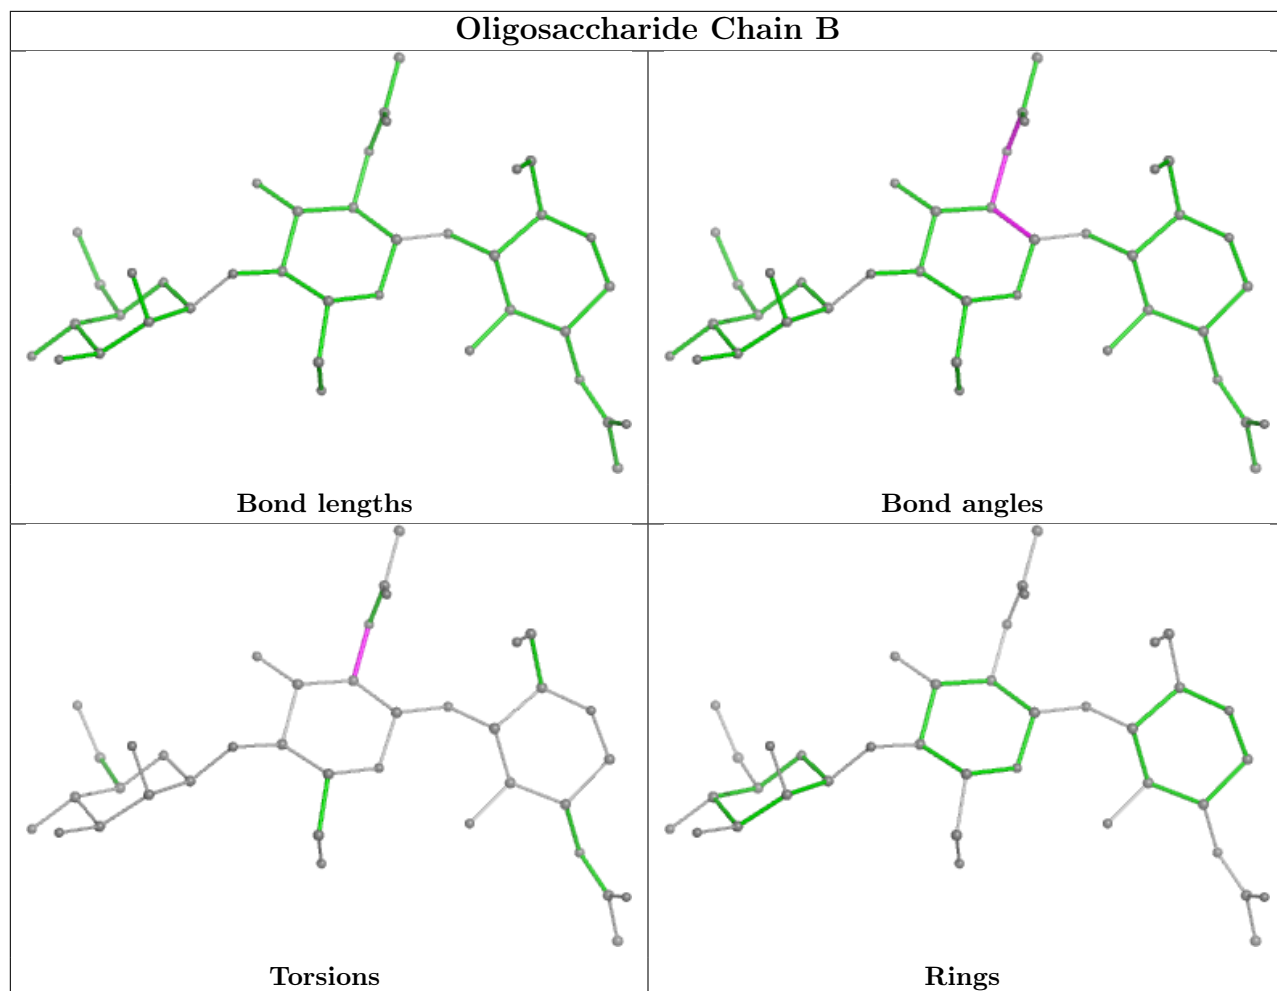 Oligosaccharide Chain B
Bond lengths
Bond angles
Torsions
Rings